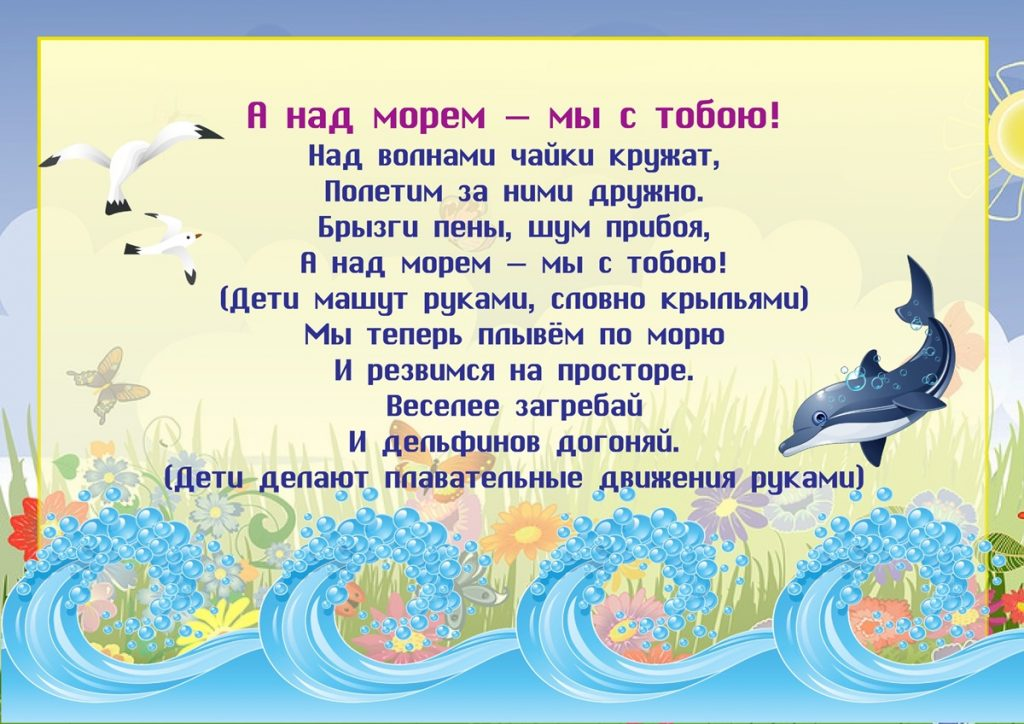 А над морем – мы с тобою!
Над волнами чайки кружат,
Полетим за ними дружно.
Брызги пены, шум прибоя,
А над морем – мы с тобою!
(Дети машут руками, словно крыльями)
Мы теперь плывём по морю
И резвимся на просторе.
Веселее загребай
И дельфинов догоняй.
(Дети делают плавательные движения руками)